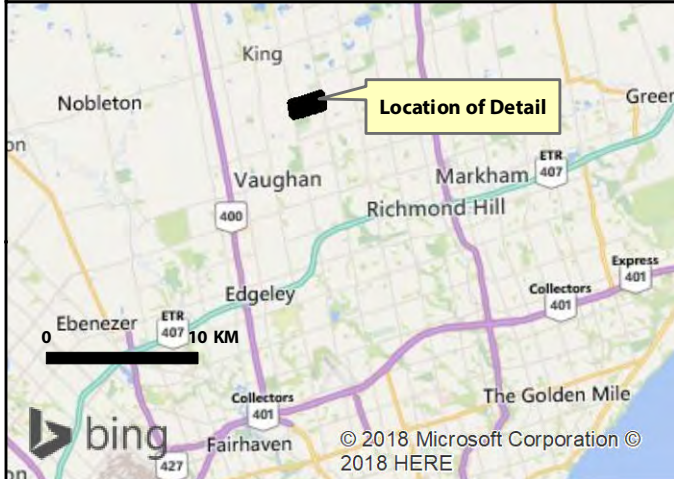 King
Nobleton
Location of Detail
Green
on
ETR
407
Markham
Vaughan
Richmond Hill
400
Express
401
Collectors
401
Edgeley
ETR
407
Ebenezer
0
10 KM
Collectors
401
The Golden Mile
bing
Fairhaven
© 2018 Microsoft Corporation ©
2018 HERE
427
on